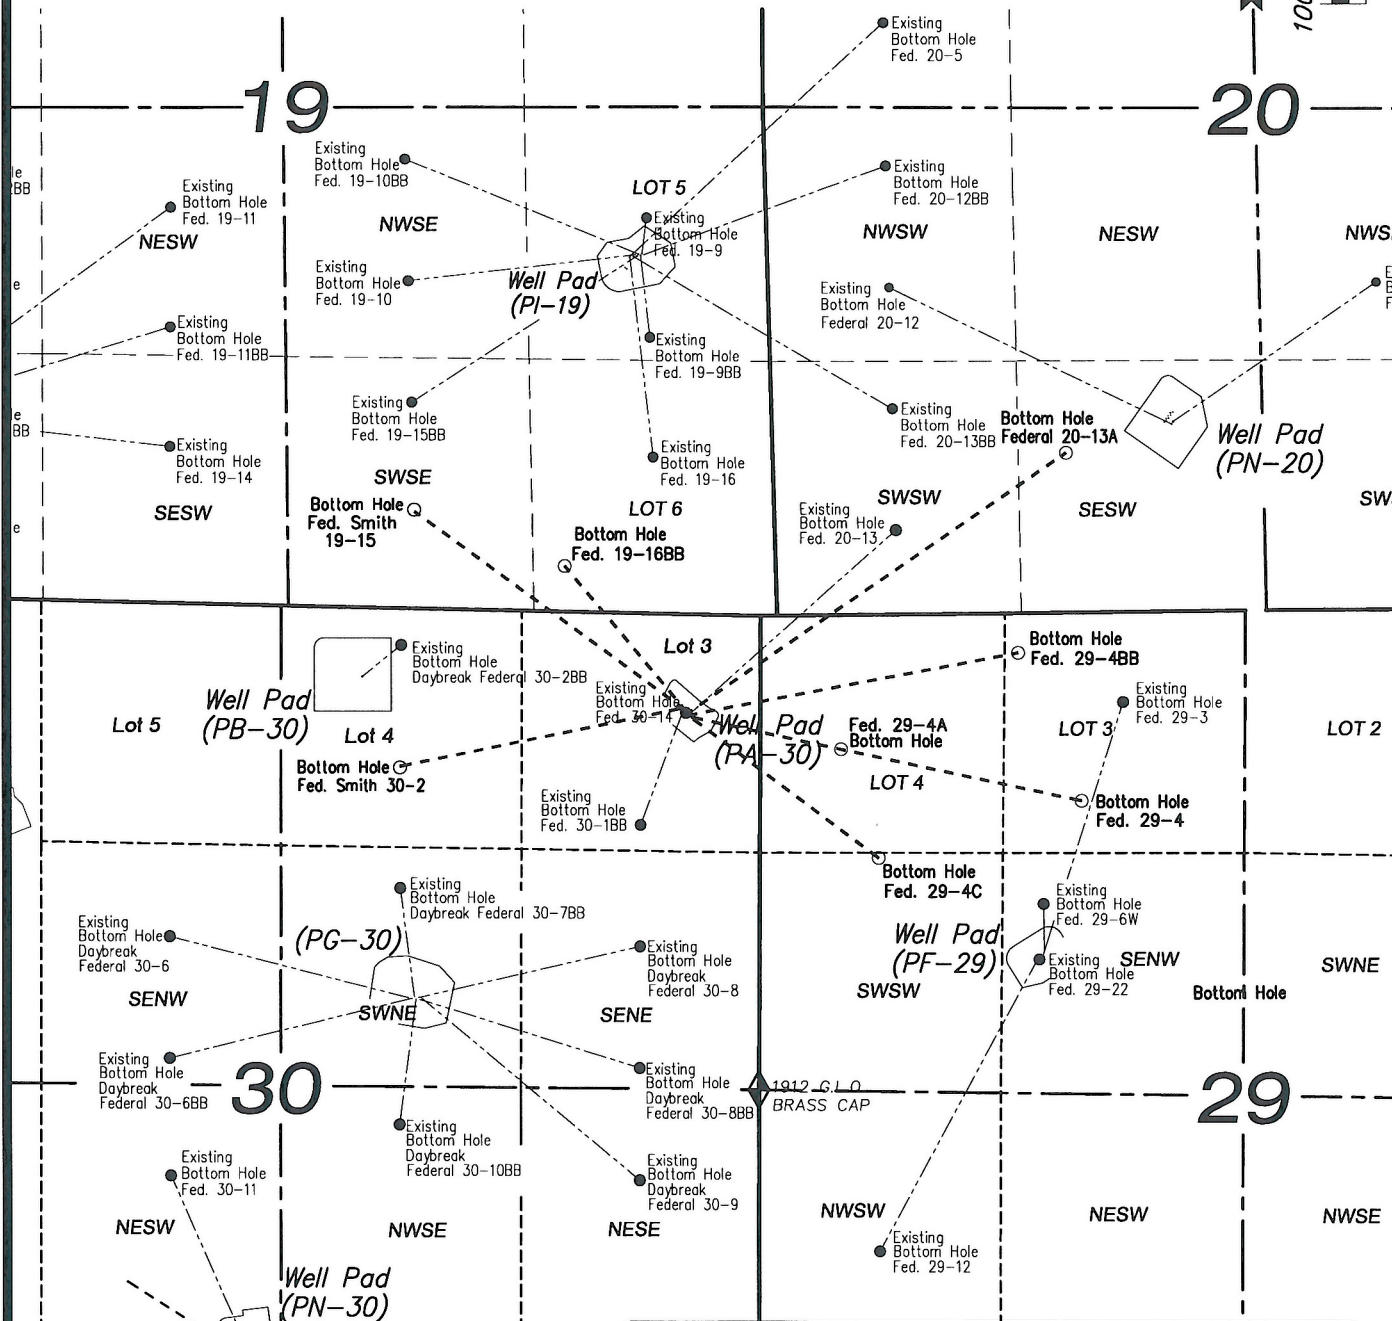 100
19
20
Existing
Bottom Hole
Fed. 20-5
le
BB
Existing
Bottom Hole
Fed. 19-11
NESW
Existing
Bottom Hole
Fed. 19-10BB
NWSE
LOT 5
Existing
Bottom Hole
Fed. 19-9
Existing
Bottom Hole
Fed. 20-12BB
NWSW
NESW
NWS
e
Existing
Bottom Hole
Fed. 19-10
Well Pad
(PI-19)
Existing
Bottom Hole
Federal 20-12
E
B
F
Existing
Bottom Hole
Fed. 19-11BB
Existing
Bottom Hole
Fed. 19-9BB
le
BB
Existing
Bottom Hole
Fed. 19-14
SESW
Existing
Bottom Hole
Fed. 19-15BB
SWSE
Existing
Bottom Hole
Fed. 19-16
LOT 6
Existing
Bottom Hole
Fed. 20-13BB
Bottom Hole
Federal 20-13A
Well Pad
(PN-20)
SWSW
SESW
SW
e
Bottom Hole
Fed. Smith
19-15
Bottom Hole
Fed. 19-16BB
Existing
Bottom Hole
Fed. 20-13
Existing
Bottom Hole
Daybreak Federal 30-2BB
Lot 3
Bottom Hole
Fed. 29-4BB
Well Pad
(PB-30)
Lot 5
Lot 4
Existing
Bottom Hole
Fed. 30-14
Well Pad
(PA-30)
Fed. 29-4A
Bottom Hole
LOT 4
Existing
Bottom Hole
Fed. 29-3
LOT 3
LOT 2
Bottom Hole
Fed. Smith 30-2
Existing
Bottom Hole
Fed. 30-1BB
Bottom Hole
Fed. 29-4
Bottom Hole
Fed. 29-4C
Existing
Bottom Hole
Daybreak Federal 30-7BB
Existing
Bottom Hole
Fed. 29-6W
Existing
Bottom Hole
Daybreak
Federal 30-6
SENW
(PG-30)
SWNE
Existing
Bottom Hole
Daybreak
Federal 30-8
SENE
Well Pad
(PF-29)
SWSW
Existing
Bottom Hole
Fed. 29-22
SENW
Bottom Hole
SWNE
Existing
Bottom Hole
Daybreak
Federal 30-6BB
30
Existing
Bottom Hole
Daybreak
Federal 30-8BB
1912 G.L.O.
BRASS CAP
29
Existing
Bottom Hole
Daybreak
Federal 30-10BB
Existing
Bottom Hole
Fed. 30-11
Existing
Bottom Hole
Daybreak
Federal 30-9
NESW
NWSE
NESE
NWSW
NESW
NWSE
Existing
Bottom Hole
Fed. 29-12
Well Pad
(PN-30)